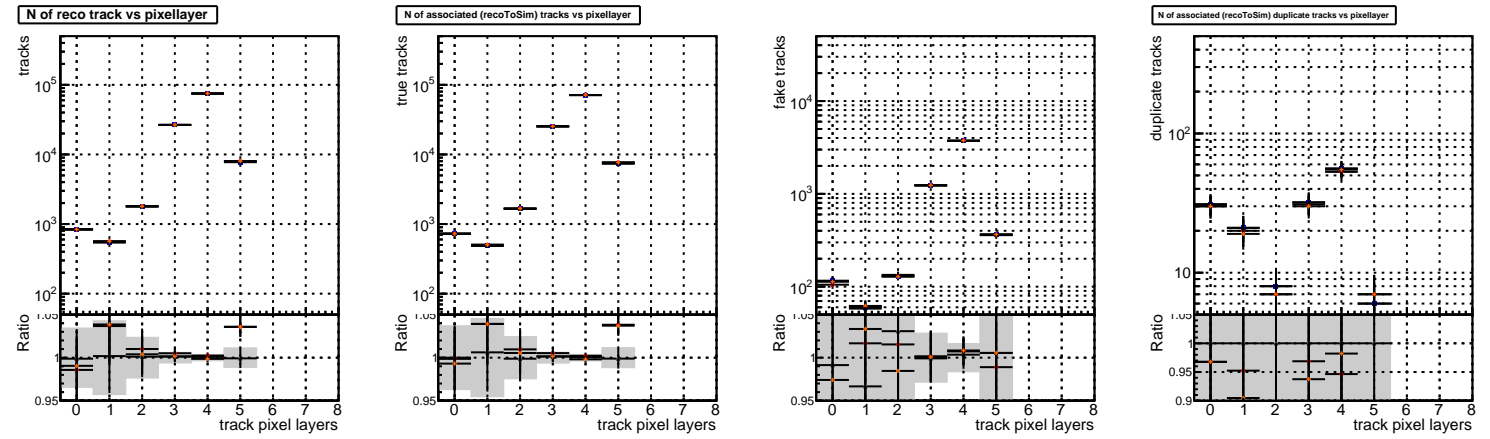 N of reco track vs pixellayer
tracks
10^5
10^4
10^3
10^2
Ratio
1.05
1
0.95
0 1 2 3 4 5 6 7 8
track pixel layers
N of associated (recoToSim) tracks vs pixellayer
true tracks
10^5
10^4
10^3
10^2
Ratio
1.05
1
0.95
0 1 2 3 4 5 6 7 8
track pixel layers
fake tracks
10^4
10^3
10^2
Ratio
1.05
1
0.95
0 1 2 3 4 5 6 7 8
track pixel layers
N of associated (recoToSim) duplicate tracks vs pixellayer
duplicate tracks
10^2
10
Ratio
1.05
1
0.95
0.9
0 1 2 3 4 5 6 7 8
track pixel layers